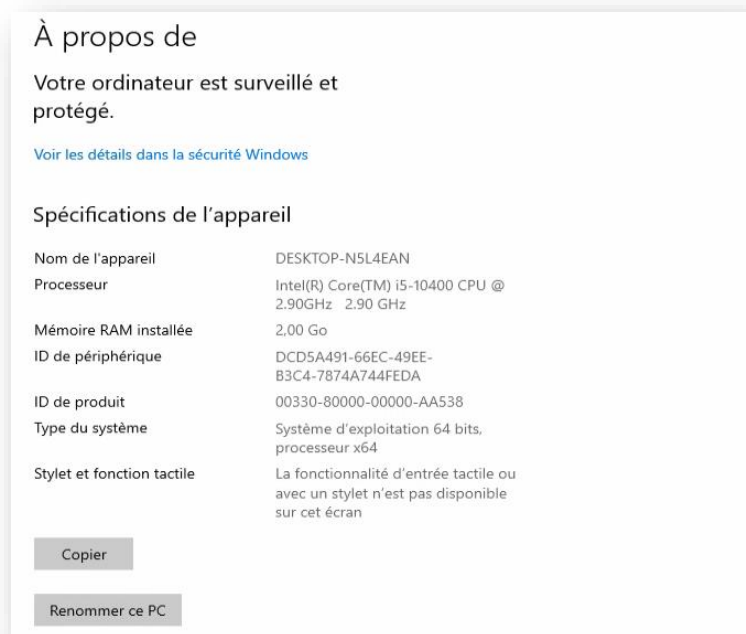 À propos de
Votre ordinateur est surveillé et
protégé.
Voir les détails dans la sécurité Windows
Spécifications de l’appareil
Nom de l'appareil DESKTOP-N5L4EAN
Processeur Intel(R) Core(TM) i5-10400 CPU @
2.90GHz 2.90 GHz
Mémoire RAM installée 2,00 Go
ID de périphérique DCD5A491-66EC-49EE-
B3C4-7874A744FEDA
ID de produit 00330-80000-00000-AA538
Type du système Système d'exploitation 64 bits,
processeur x64
Stylet et fonction tactile La fonctionnalité d’entrée tactile ou
avec un stylet n’est pas disponible
sur cet écran
Copier
Renommer ce PC